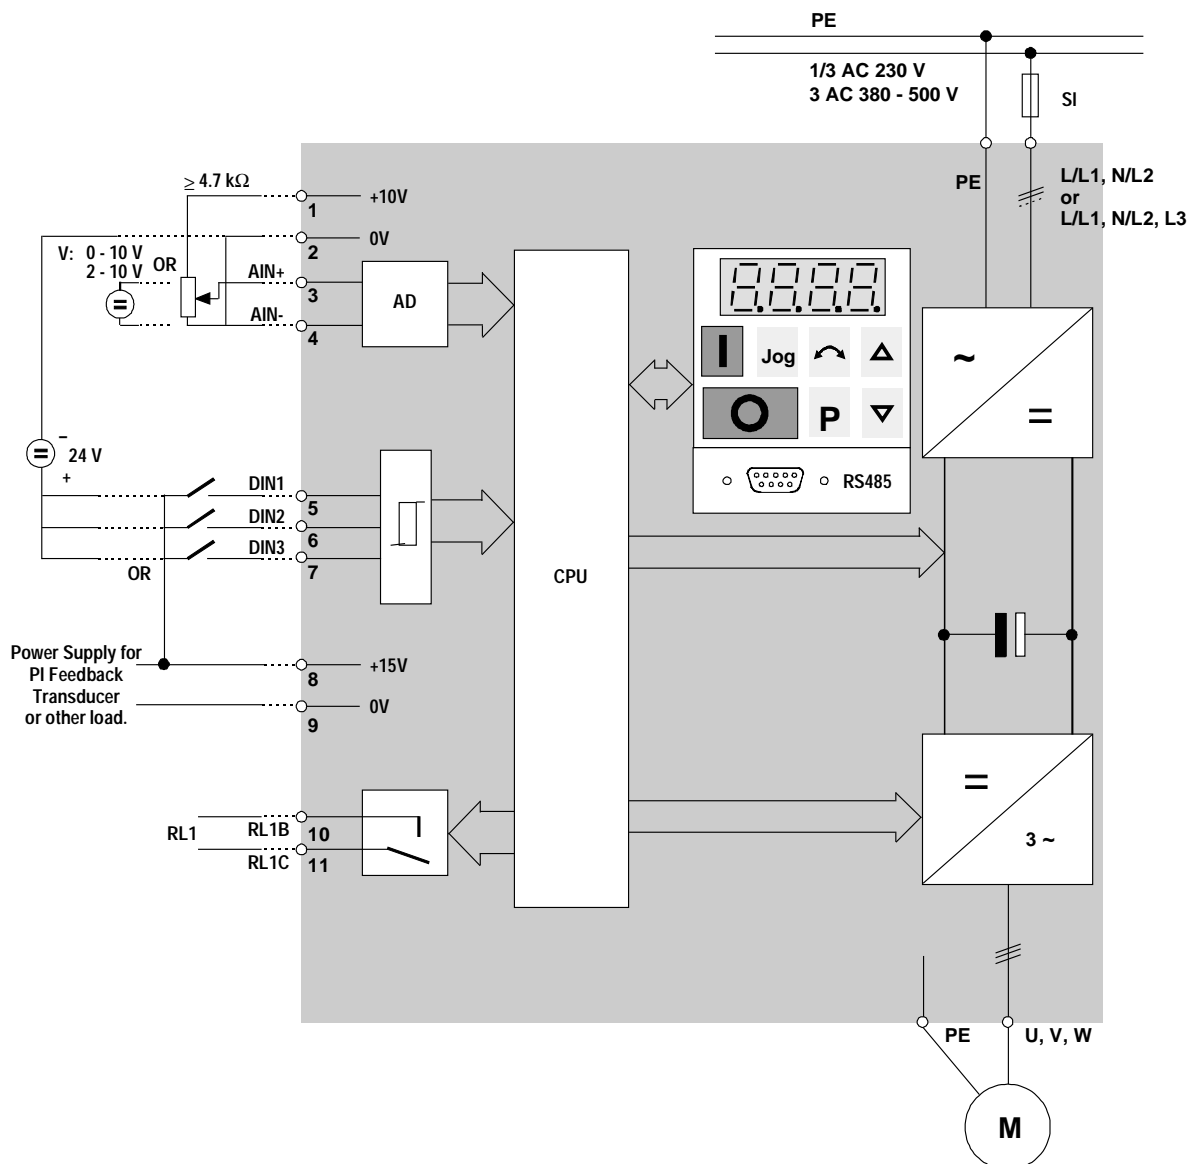 PE
1/3 AC 230 V
3 AC 380 - 500 V
SI
PE
L/L1, N/L2
or
L/L1, N/L2, L3
≥ 4.7 kΩ
1
+10V
2
0V
V: 0 - 10 V
2 - 10 V
OR
AIN+
3
AIN-
4
AD
Jog
P
RS485
~
=
24 V
−
+
DIN1
5
DIN2
6
DIN3
7
OR
CPU
Power Supply for
PI Feedback
Transducer
or other load.
8
+15V
9
0V
RL1
RL1B
10
RL1C
11
=
3 ~
PE
U, V, W
M